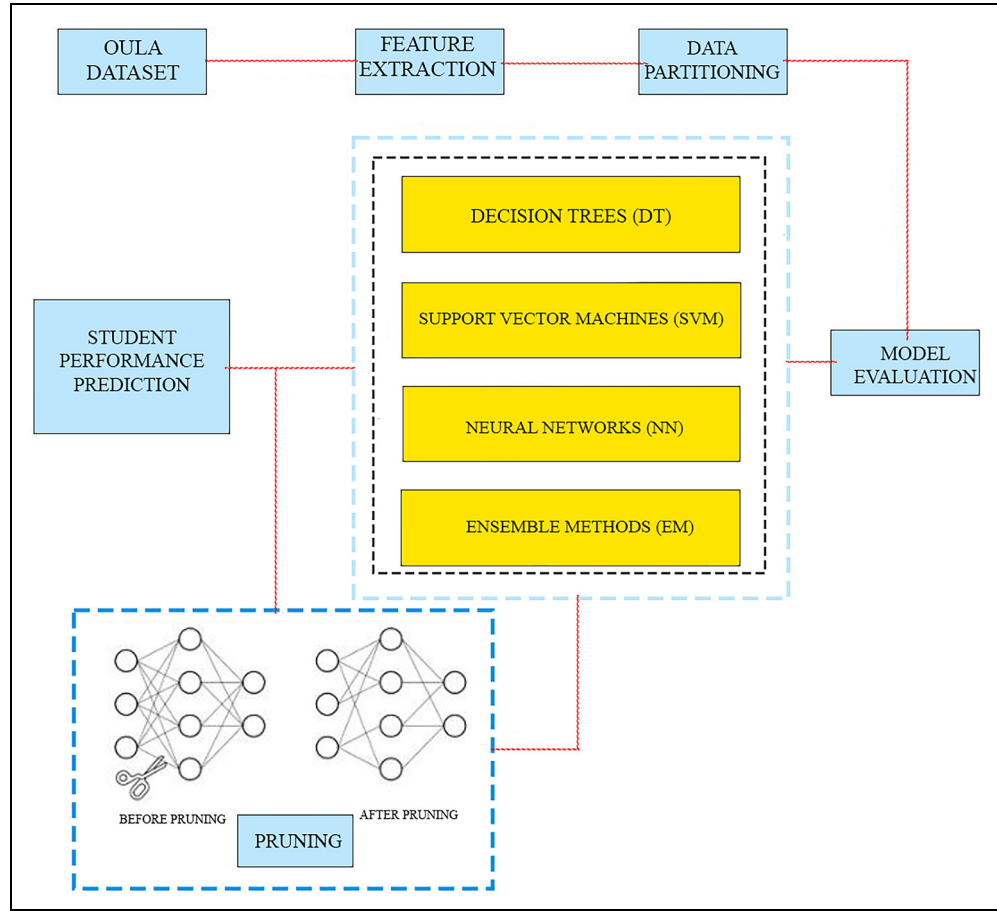 OULA
DATASET
FEATURE
EXTRACTION
DATA
PARTITIONING
DECISION TREES (DT)
SUPPORT VECTOR MACHINES (SVM)
NEURAL NETWORKS (NN)
ENSEMBLE METHODS (EM)
STUDENT
PERFORMANCE
PREDICTION
MODEL
EVALUATION
BEFORE PRUNING
AFTER PRUNING
PRUNING